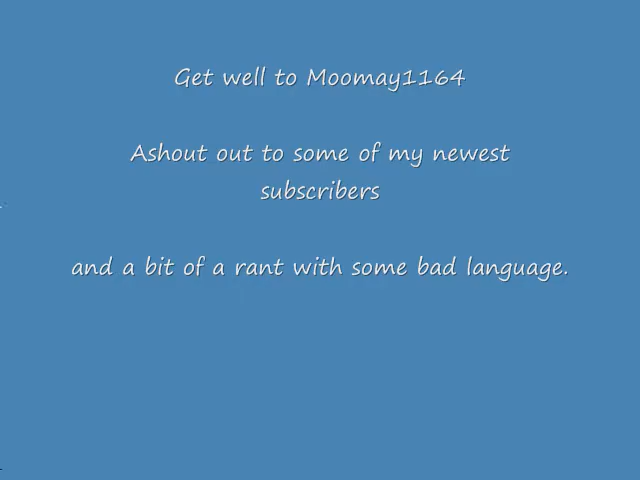 Get well to Moomay1164
Ashout out to some of my newest
subscribers
and a bit of a rant with some bad language.